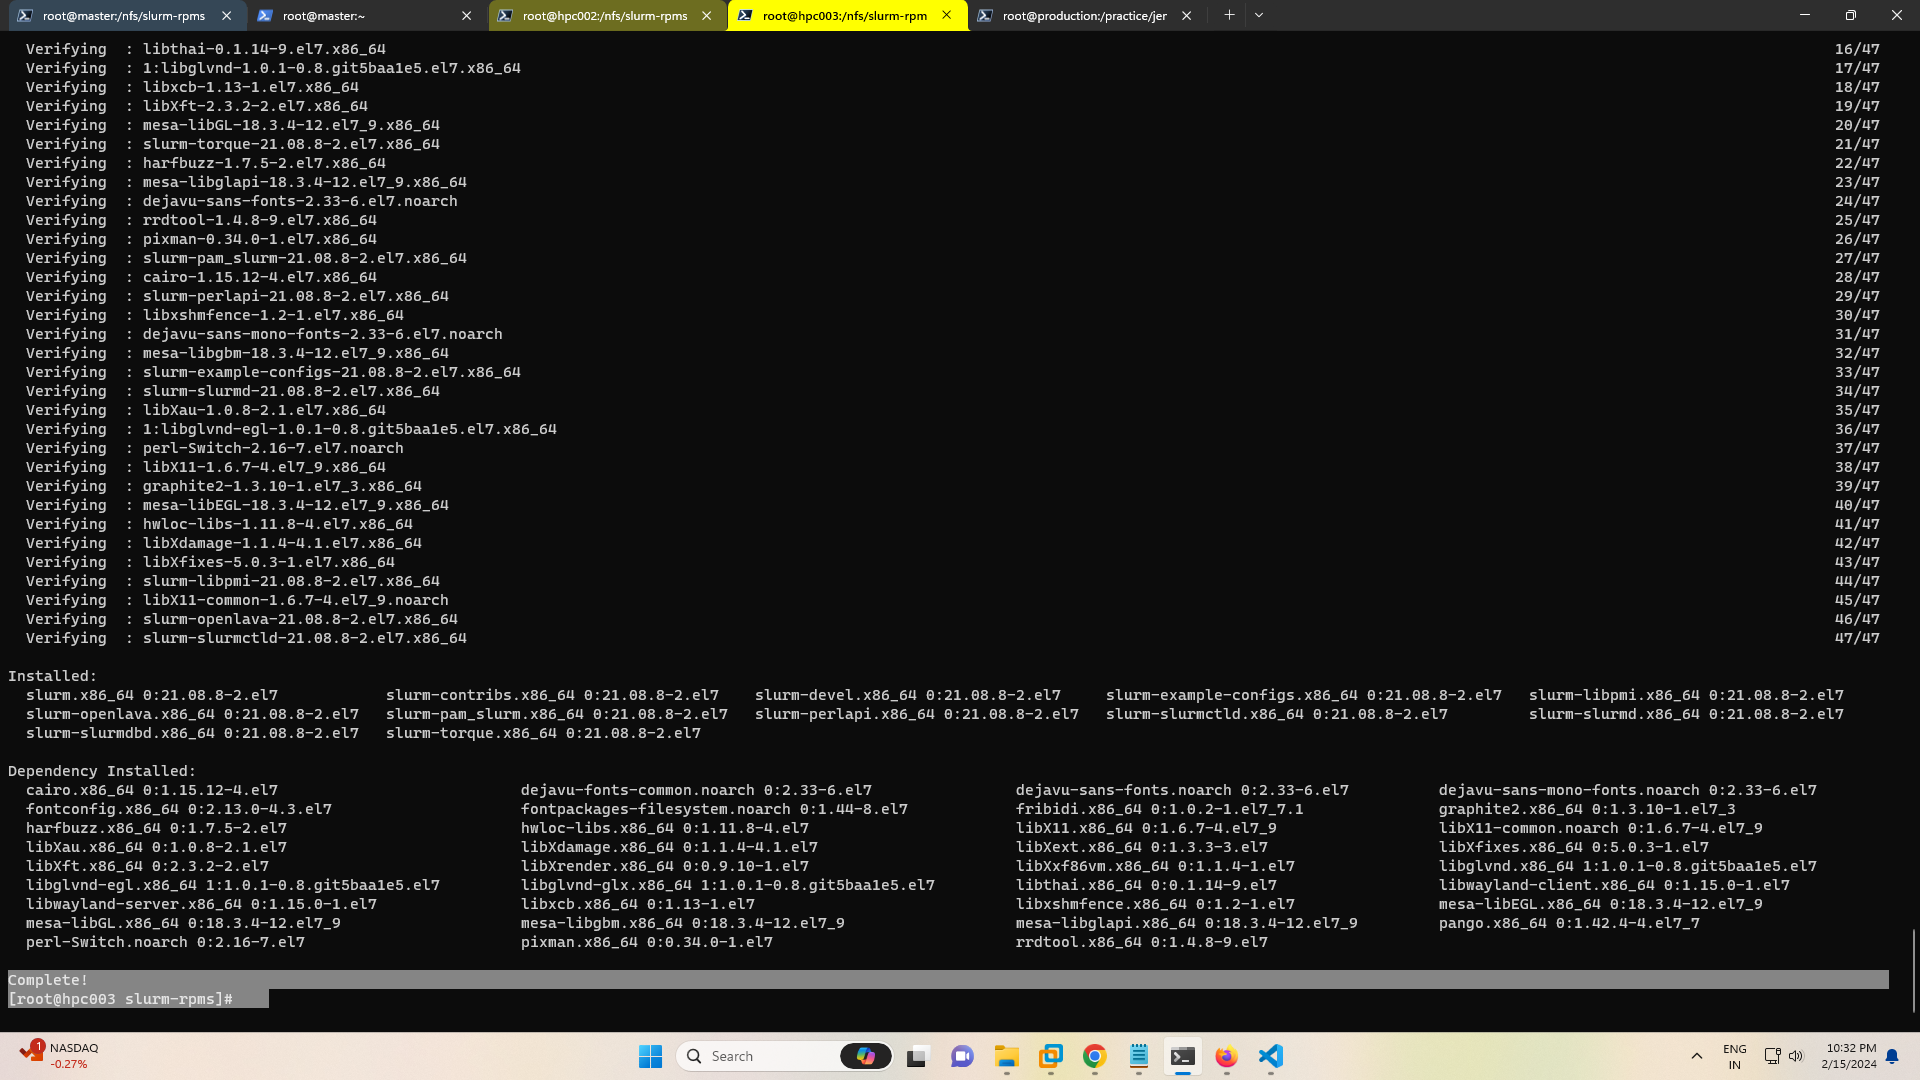 root@master:/nfs/slurm-rpms root@master:~ root@hpc002:/nfs/slurm-rpms root@hpc003:/nfs/slurm-rpm root@production:/practice/jer
Verifying : libthai-0.1.14-9.el7.x86_64 16/47
Verifying : 1:libglvnd-1.0.1-0.8.git5baa1e5.el7.x86_64 17/47
Verifying : libxcb-1.13-1.el7.x86_64 18/47
Verifying : libXft-2.3.2-2.el7.x86_64 19/47
Verifying : mesa-libGL-18.3.4-12.el7_9.x86_64 20/47
Verifying : slurm-torque-21.08.8-2.el7.x86_64 21/47
Verifying : harfbuzz-1.7.5-2.el7.x86_64 22/47
Verifying : mesa-libglapi-18.3.4-12.el7_9.x86_64 23/47
Verifying : dejavu-sans-fonts-2.33-6.el7.noarch 24/47
Verifying : rrdtool-1.4.8-9.el7.x86_64 25/47
Verifying : pixman-0.34.0-1.el7.x86_64 26/47
Verifying : slurm-pam_slurm-21.08.8-2.el7.x86_64 27/47
Verifying : cairo-1.15.12-4.el7.x86_64 28/47
Verifying : slurm-perlapi-21.08.8-2.el7.x86_64 29/47
Verifying : libxshmfence-1.2-1.el7.x86_64 30/47
Verifying : dejavu-sans-mono-fonts-2.33-6.el7.noarch 31/47
Verifying : mesa-libgbm-18.3.4-12.el7_9.x86_64 32/47
Verifying : slurm-example-configs-21.08.8-2.el7.x86_64 33/47
Verifying : slurm-slurmd-21.08.8-2.el7.x86_64 34/47
Verifying : libXau-1.0.8-2.1.el7.x86_64 35/47
Verifying : 1:libglvnd-egl-1.0.1-0.8.git5baa1e5.el7.x86_64 36/47
Verifying : perl-Switch-2.16-7.el7.noarch 37/47
Verifying : libX11-1.6.7-4.el7_9.x86_64 38/47
Verifying : graphite2-1.3.10-1.el7_3.x86_64 39/47
Verifying : mesa-libEGL-18.3.4-12.el7_9.x86_64 40/47
Verifying : hwloc-libs-1.11.8-4.el7.x86_64 41/47
Verifying : libXdamage-1.1.4-4.1.el7.x86_64 42/47
Verifying : libXfixes-5.0.3-1.el7.x86_64 43/47
Verifying : slurm-libpmi-21.08.8-2.el7.x86_64 44/47
Verifying : libX11-common-1.6.7-4.el7_9.noarch 45/47
Verifying : slurm-openlava-21.08.8-2.el7.x86_64 46/47
Verifying : slurm-slurmctld-21.08.8-2.el7.x86_64 47/47
Installed:
slurm.x86_64 0:21.08.8-2.el7 slurm-contribs.x86_64 0:21.08.8-2.el7 slurm-devel.x86_64 0:21.08.8-2.el7 slurm-example-configs.x86_64 0:21.08.8-2.el7 slurm-libpmi.x86_64 0:21.08.8-2.el7
slurm-openlava.x86_64 0:21.08.8-2.el7 slurm-pam_slurm.x86_64 0:21.08.8-2.el7 slurm-perlapi.x86_64 0:21.08.8-2.el7 slurm-slurmctld.x86_64 0:21.08.8-2.el7 slurm-slurmd.x86_64 0:21.08.8-2.el7
slurm-slurmdbd.x86_64 0:21.08.8-2.el7 slurm-torque.x86_64 0:21.08.8-2.el7
Dependency Installed:
cairo.x86_64 0:1.15.12-4.el7 dejavu-fonts-common.noarch 0:2.33-6.el7 dejavu-sans-fonts.noarch 0:2.33-6.el7 dejavu-sans-mono-fonts.noarch 0:2.33-6.el7
fontconfig.x86_64 0:2.13.0-4.3.el7 fontpackages-filesystem.noarch 0:1.44-8.el7 fribidi.x86_64 0:1.0.2-1.el7_7.1 graphite2.x86_64 0:1.3.10-1.el7_3
harfbuzz.x86_64 0:1.7.5-2.el7 hwloc-libs.x86_64 0:1.11.8-4.el7 libX11.x86_64 0:1.6.7-4.el7_9 libX11-common.noarch 0:1.6.7-4.el7_9
libXau.x86_64 0:1.0.8-2.1.el7 libXdamage.x86_64 0:1.1.4-4.1.el7 libXext.x86_64 0:1.3.3-3.el7 libXfixes.x86_64 0:5.0.3-1.el7
libXft.x86_64 0:2.3.2-2.el7 libXrender.x86_64 0:0.9.10-1.el7 libXxf86vm.x86_64 0:1.1.4-1.el7 libglvnd.x86_64 1:1.0.1-0.8.git5baa1e5.el7
libglvnd-egl.x86_64 1:1.0.1-0.8.git5baa1e5.el7 libglvnd-glx.x86_64 1:1.0.1-0.8.git5baa1e5.el7 libthai.x86_64 0:0.1.14-9.el7 libwayland-client.x86_64 0:1.15.0-1.el7
libwayland-server.x86_64 0:1.15.0-1.el7 libxcb.x86_64 0:1.13-1.el7 libxshmfence.x86_64 0:1.2-1.el7 mesa-libEGL.x86_64 0:18.3.4-12.el7_9
mesa-libGL.x86_64 0:18.3.4-12.el7_9 mesa-libgbm.x86_64 0:18.3.4-12.el7_9 mesa-libglapi.x86_64 0:18.3.4-12.el7_9 pango.x86_64 0:1.42.4-4.el7_7
perl-Switch.noarch 0:2.16-7.el7 pixman.x86_64 0:0.34.0-1.el7 rrdtool.x86_64 0:1.4.8-9.el7
Complete!
[root@hpc003 slurm-rpms]#
1 NASDAQ Search ENG 10:32 PM
-0.27% IN 2/15/2024